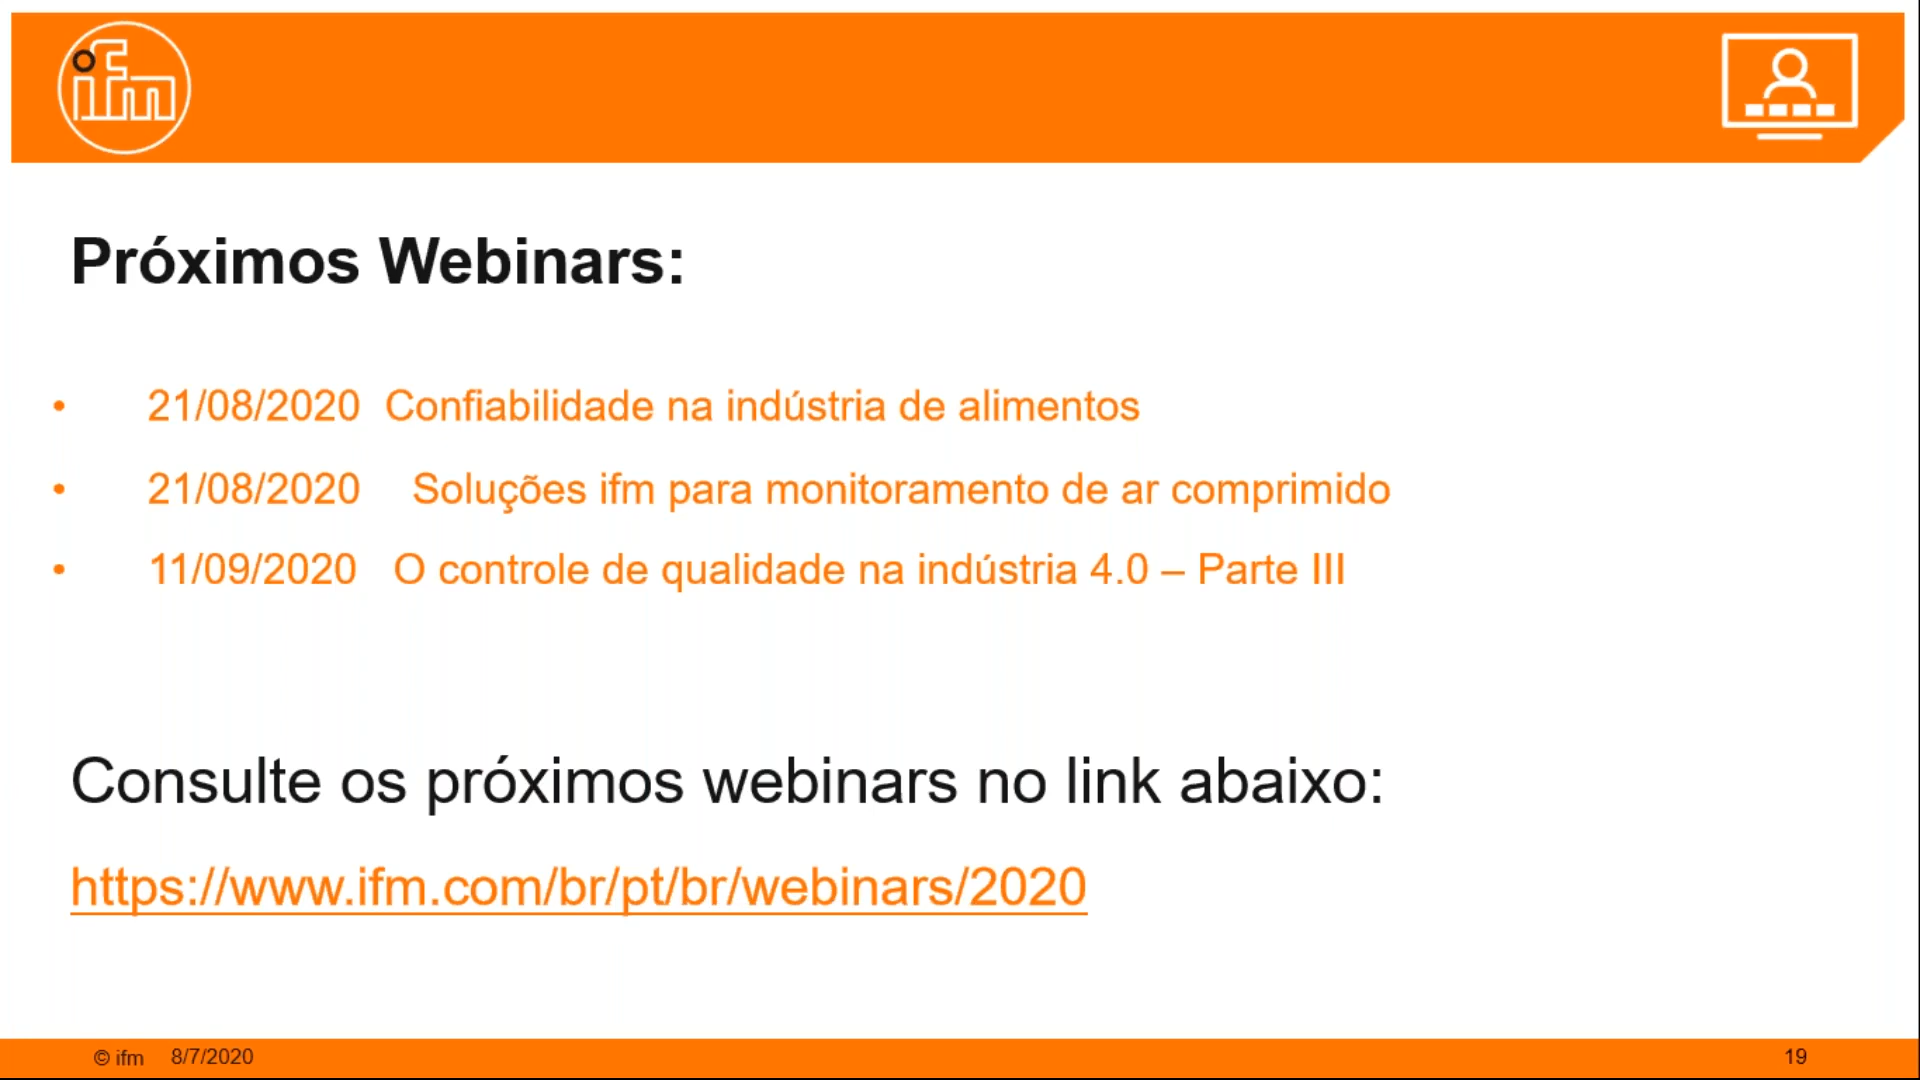 ifm
Próximos Webinars:
• 21/08/2020 Confiabilidade na indústria de alimentos
• 21/08/2020 Soluções ifm para monitoramento de ar comprimido
• 11/09/2020 O controle de qualidade na indústria 4.0 – Parte III
Consulte os próximos webinars no link abaixo:
https://www.ifm.com/br/pt/br/webinars/2020
© ifm 8/7/2020 19